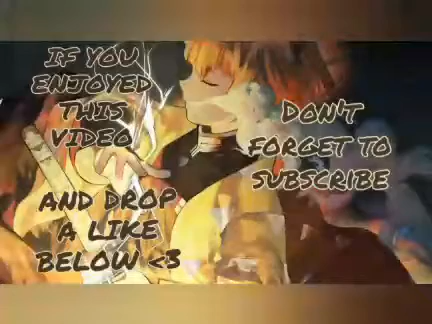 IF YOU
ENJOYED
THIS
VIDEO
AND DROP
A LIKE
BELOW <3
DON'T
FORGET TO
SUBSCRIBE